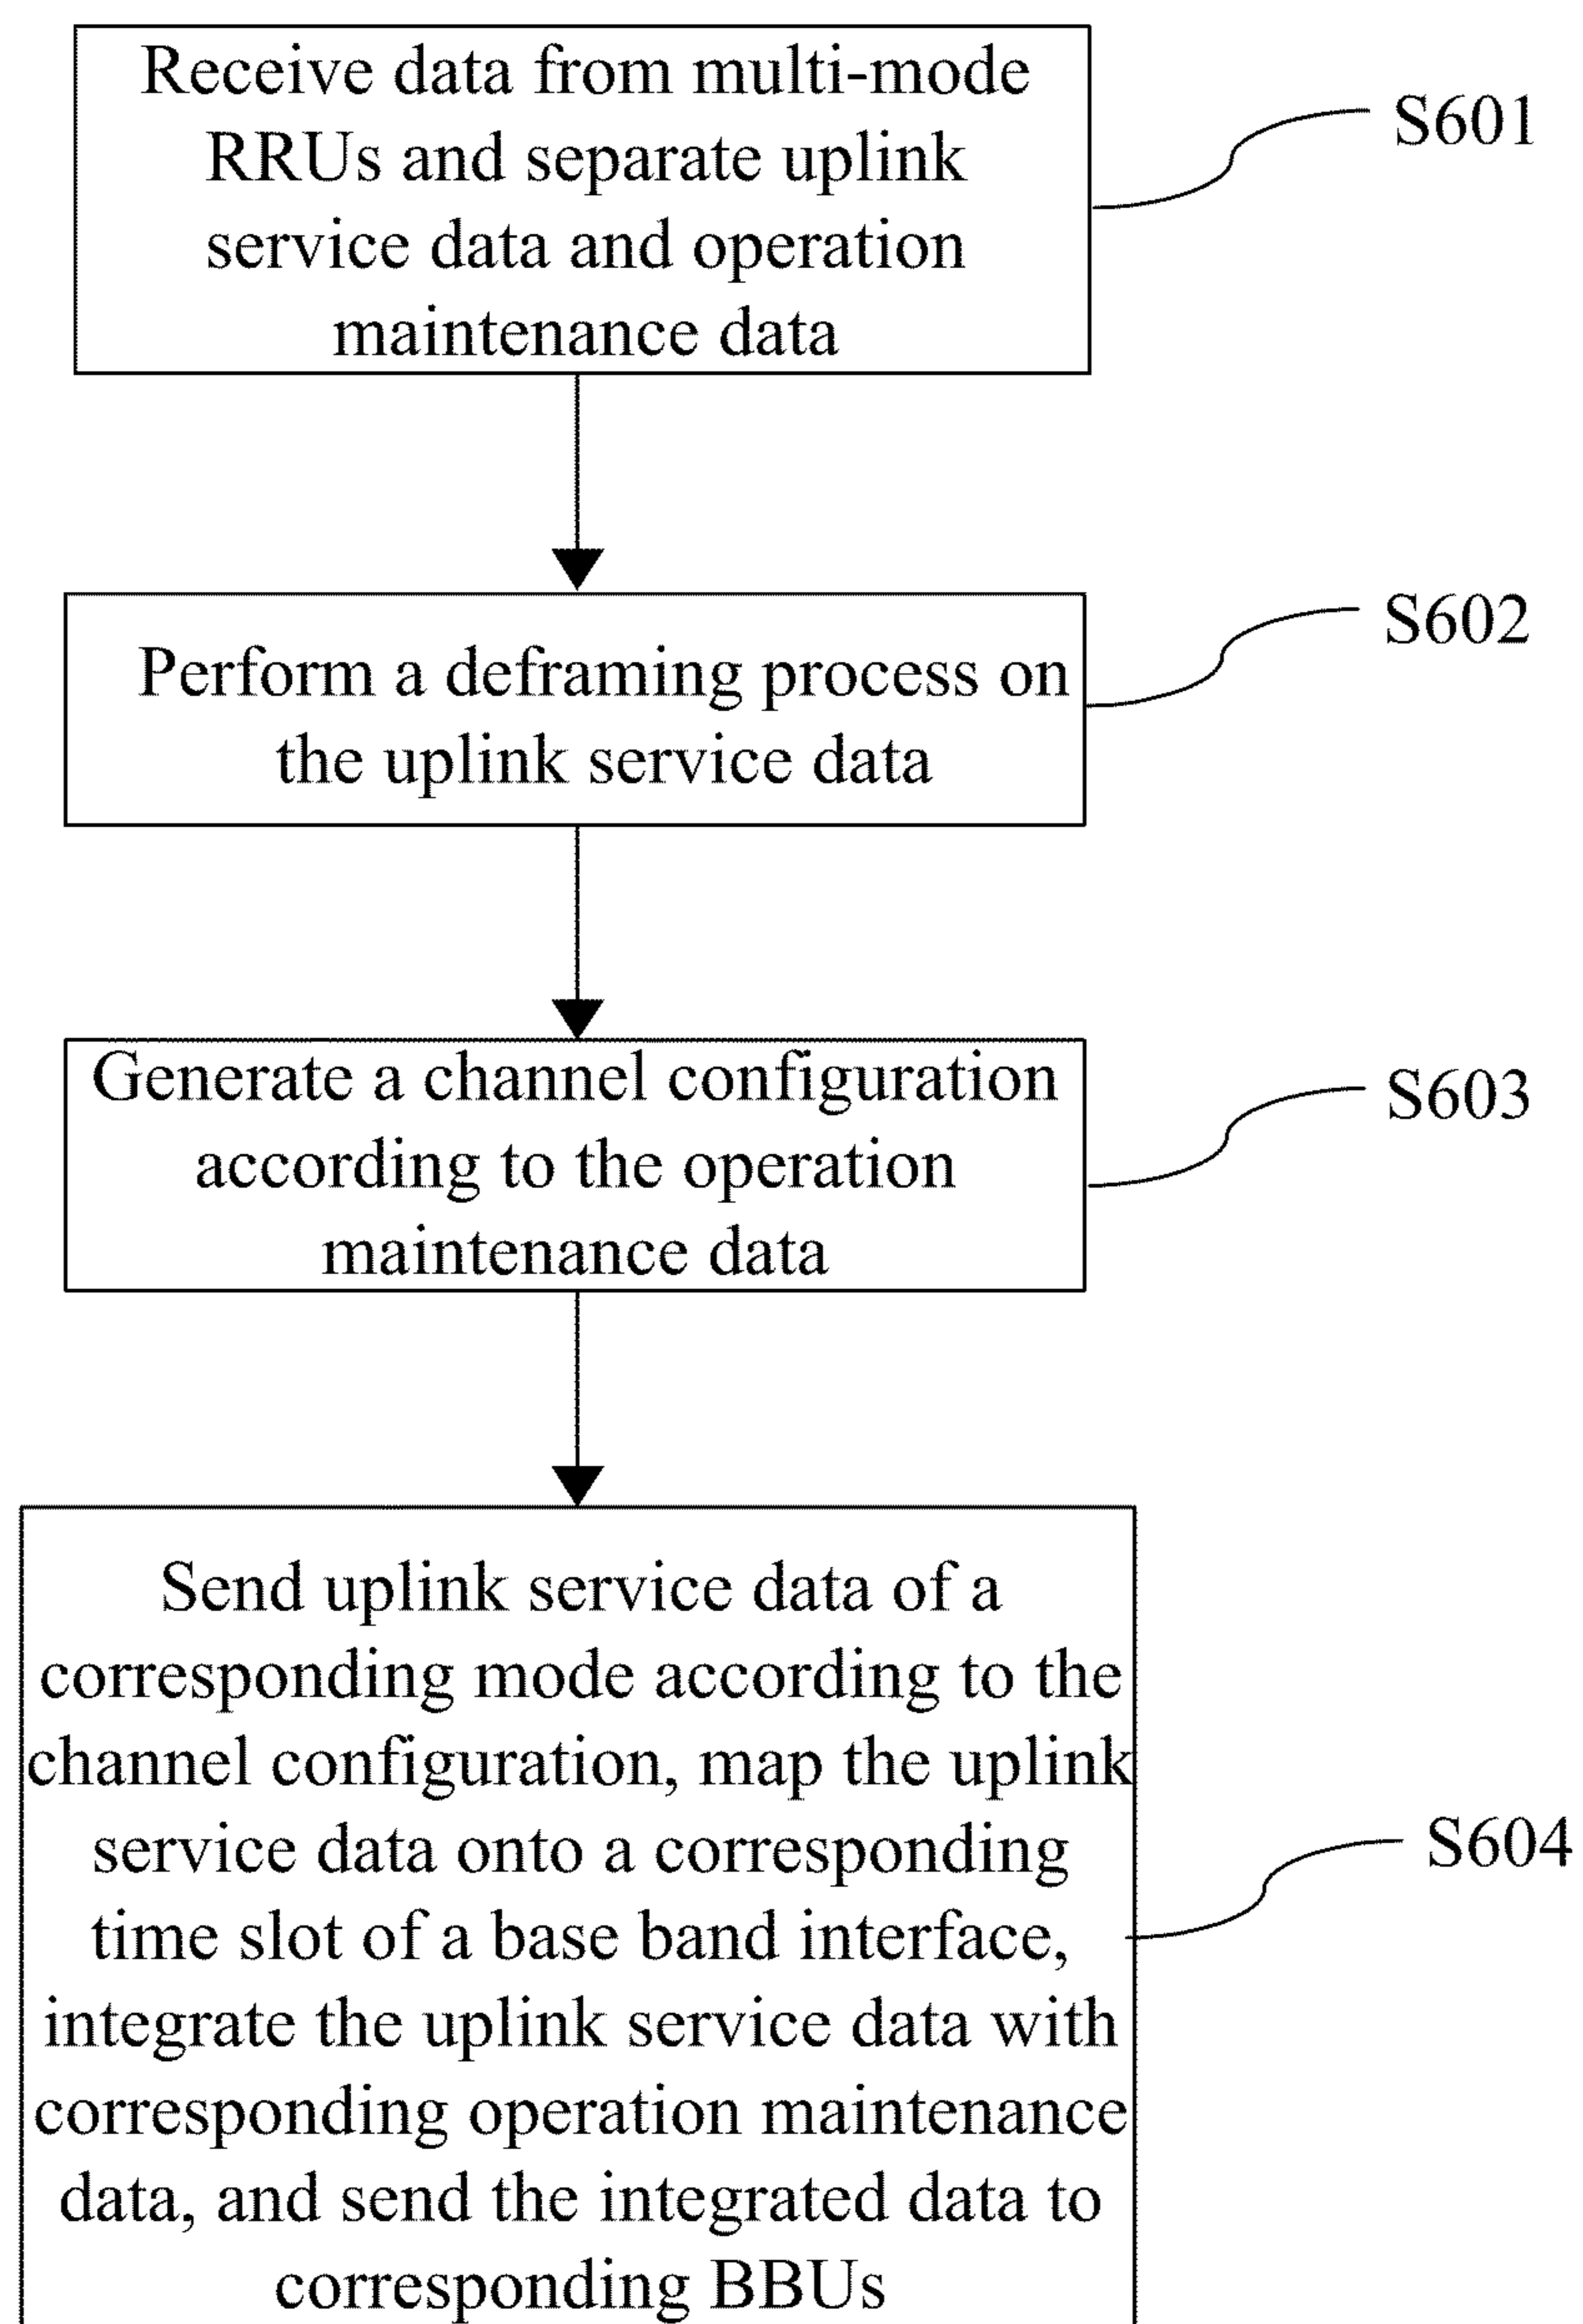 Receive data from multi-mode
RRUs and separate uplink
service data and operation
maintenance data
S601
Perform a deframing process on
the uplink service data
S602
Generate a channel configuration
according to the operation
maintenance data
S603
Send uplink service data of a
corresponding mode according to the
channel configuration, map the uplink
service data onto a corresponding
time slot of a base band interface,
integrate the uplink service data with
corresponding operation maintenance
data, and send the integrated data to
corresponding BBUs
S604